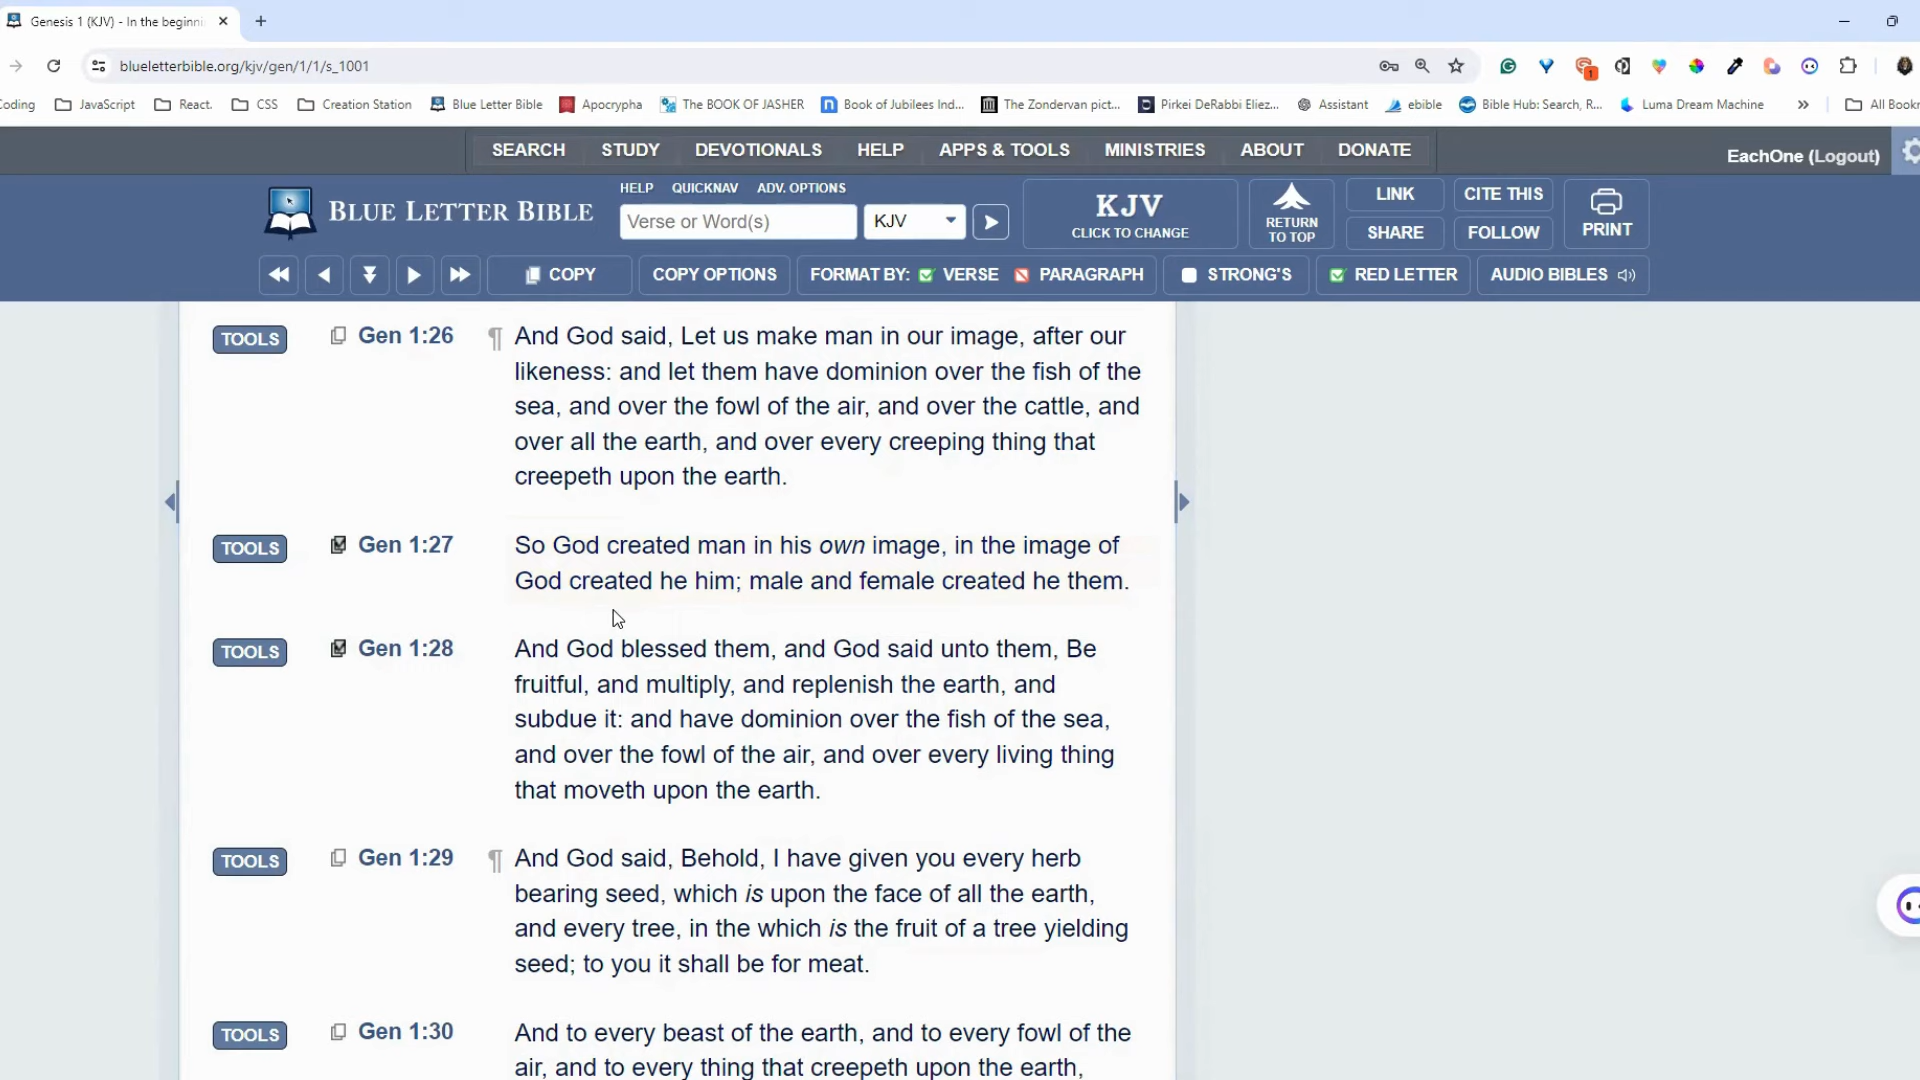 Genesis 1 (KJV) - In the beginni
blueletterbible.org/kjv/gen/1/1/s_1001
1
oding JavaScript React. CSS Creation Station Blue Letter Bible Apocrypha The BOOK OF JASHER Book of Jubilees Ind... The Zondervan pict... Pirkei DeRabbi Eliez... Assistant ebible Bible Hub: Search, R... Luma Dream Machine » All Bookr
SEARCH STUDY DEVOTIONALS HELP APPS & TOOLS MINISTRIES ABOUT DONATE
EachOne (Logout)
HELP QUICKNAV ADV. OPTIONS
BLUE LETTER BIBLE
Verse or Word(s) KJV
KJV
CLICK TO CHANGE
RETURN
TO TOP
LINK CITE THIS
SHARE FOLLOW
PRINT
COPY COPY OPTIONS FORMAT BY: VERSE PARAGRAPH STRONG'S RED LETTER AUDIO BIBLES
TOOLS Gen 1:26 ¶ And God said, Let us make man in our image, after our
likeness: and let them have dominion over the fish of the
sea, and over the fowl of the air, and over the cattle, and
over all the earth, and over every creeping thing that
creepeth upon the earth.
TOOLS Gen 1:27 So God created man in his own image, in the image of
God created he him; male and female created he them.
TOOLS Gen 1:28 And God blessed them, and God said unto them, Be
fruitful, and multiply, and replenish the earth, and
subdue it: and have dominion over the fish of the sea,
and over the fowl of the air, and over every living thing
that moveth upon the earth.
TOOLS Gen 1:29 ¶ And God said, Behold, I have given you every herb
bearing seed, which is upon the face of all the earth,
and every tree, in the which is the fruit of a tree yielding
seed; to you it shall be for meat.
TOOLS Gen 1:30 And to every beast of the earth, and to every fowl of the
air, and to every thing that creepeth upon the earth,